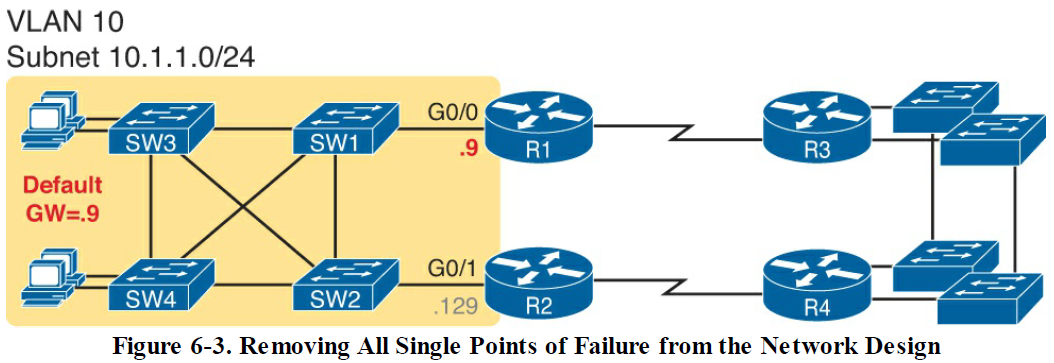 VLAN 10
Subnet 10.1.1.0/24
SW3
SW1
G0/0
.9
R1
R3
Default
GW=.9
SW4
SW2
G0/1
.129
R2
R4
Figure 6-3. Removing All Single Points of Failure from the Network Design